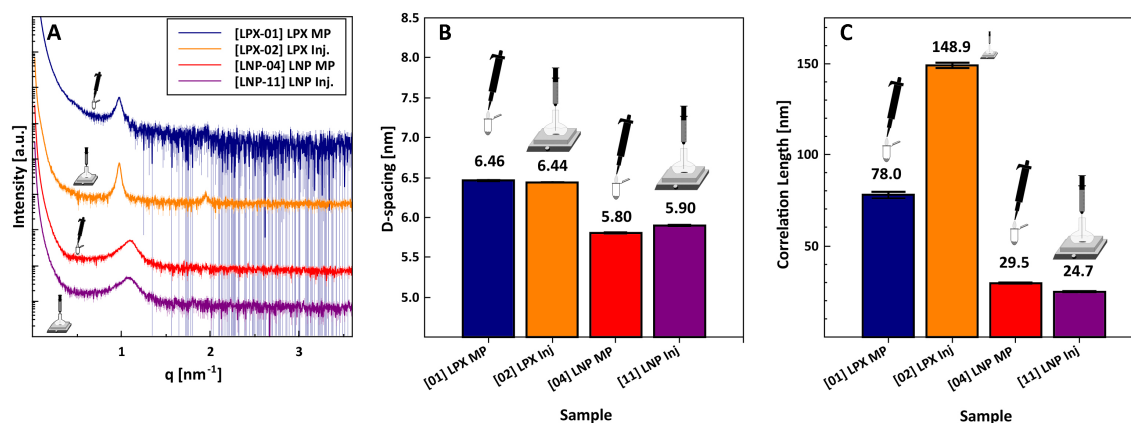 A
[LPX-01] LPX MP
[LPX-02] LPX Inj.
[LNP-04] LNP MP
[LNP-11] LNP Inj.
Intensity [a.u.]
1
2
3
q [nm⁻¹]
B
8.5
8.0
7.5
7.0
6.5
6.0
5.5
5.0
D-spacing [nm]
6.46
6.44
5.80
5.90
[01] LPX MP
[02] LPX Inj
[04] LNP MP
[11] LNP Inj
Sample
C
150
100
50
Correlation Length [nm]
78.0
148.9
29.5
24.7
[01] LPX MP
[02] LPX Inj
[04] LNP MP
[11] LNP Inj
Sample